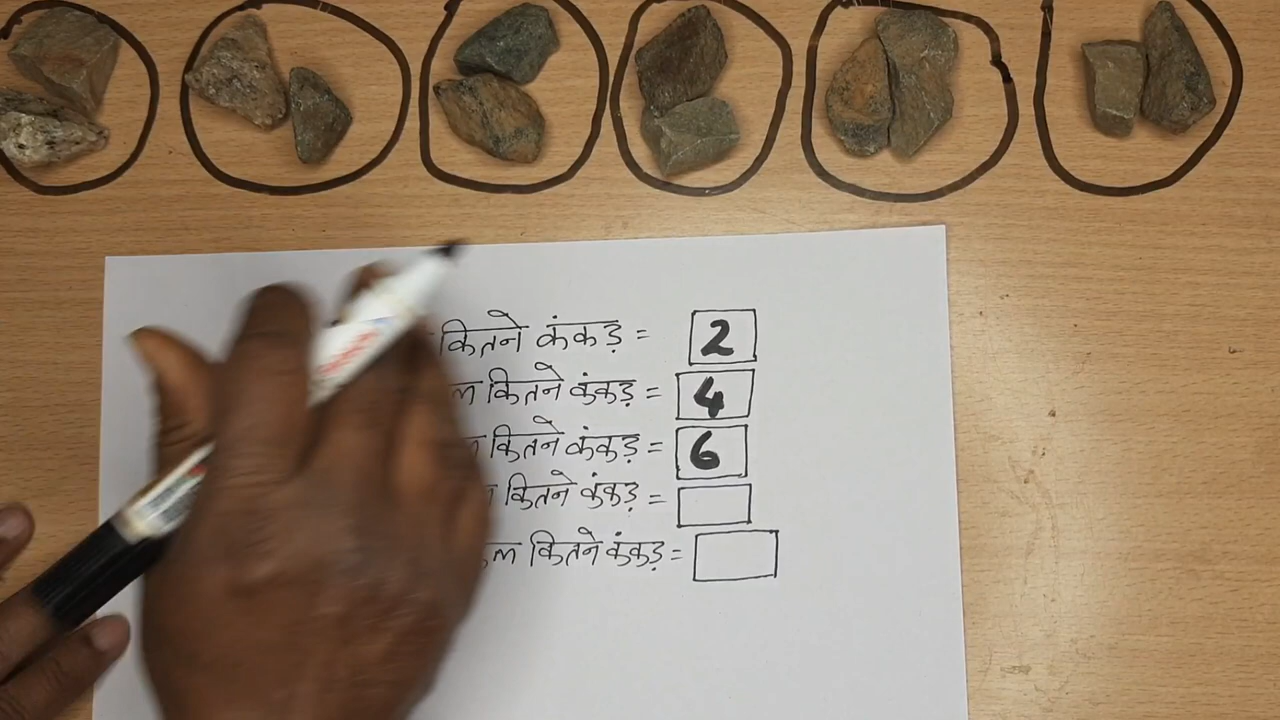 कितने कंकड़ = 2
कितने कंकड़ = 4
कितने कंकड़ = 6
कितने कंकड़ =
कितने कंकड़ =